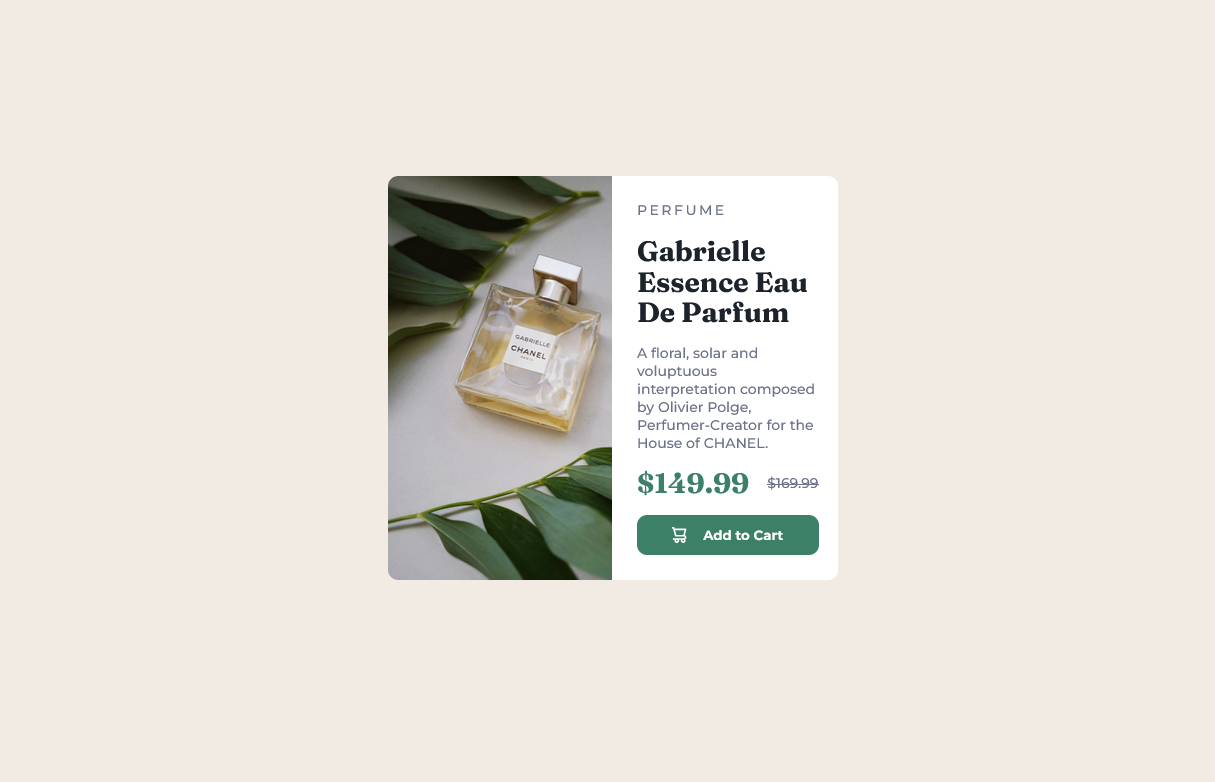 GABRIELLE
CHANEL
PARIS
PERFUME
Gabrielle
Essence Eau
De Parfum
A floral, solar and
voluptuous
interpretation composed
by Olivier Polge,
Perfumer-Creator for the
House of CHANEL.
$149.99 $169.99
Add to Cart